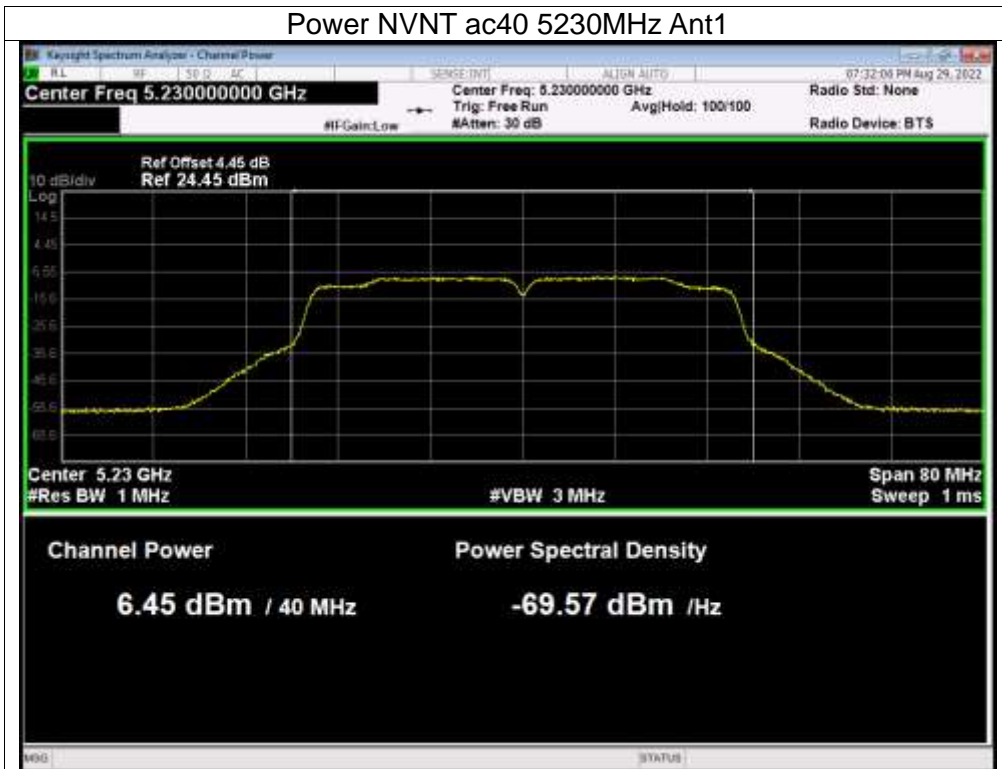 Power NVNT ac40 5230MHz Ant1
Keysight Spectrum Analyzer - Channel Power
RL RF 50 Ω AC SENSE:INT ALIGN AUTO 07:32:06 PM Aug 29, 2022
Center Freq 5.230000000 GHz
Center Freq: 5.230000000 GHz
Radio Std: None
Trig: Free Run Avg|Hold: 100/100
#IFGain:Low #Atten: 30 dB Radio Device: BTS
Ref Offset 4.45 dB
10 dB/div Ref 24.45 dBm
Log
14.5
4.45
-15.6
-25.6
Center 5.23 GHz Span 80 MHz
#Res BW 1 MHz #VBW 3 MHz Sweep 1 ms
Channel Power Power Spectral Density
6.45 dBm / 40 MHz -69.57 dBm /Hz
MSG STATUS